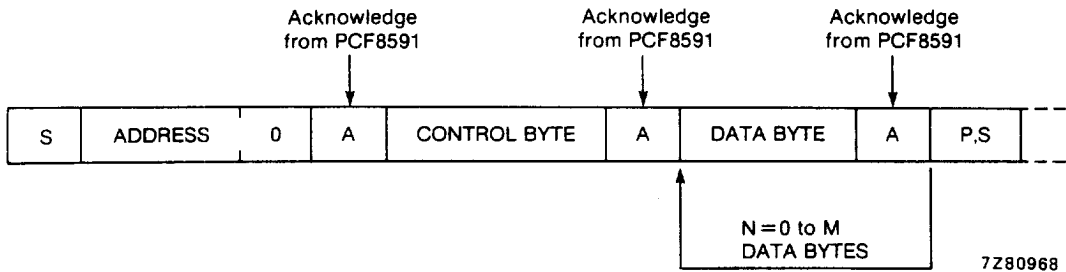 Acknowledge
from PCF8591
Acknowledge
from PCF8591
Acknowledge
from PCF8591
S ADDRESS 0 A CONTROL BYTE A DATA BYTE A P,S
N=0 to M
DATA BYTES
7Z80968